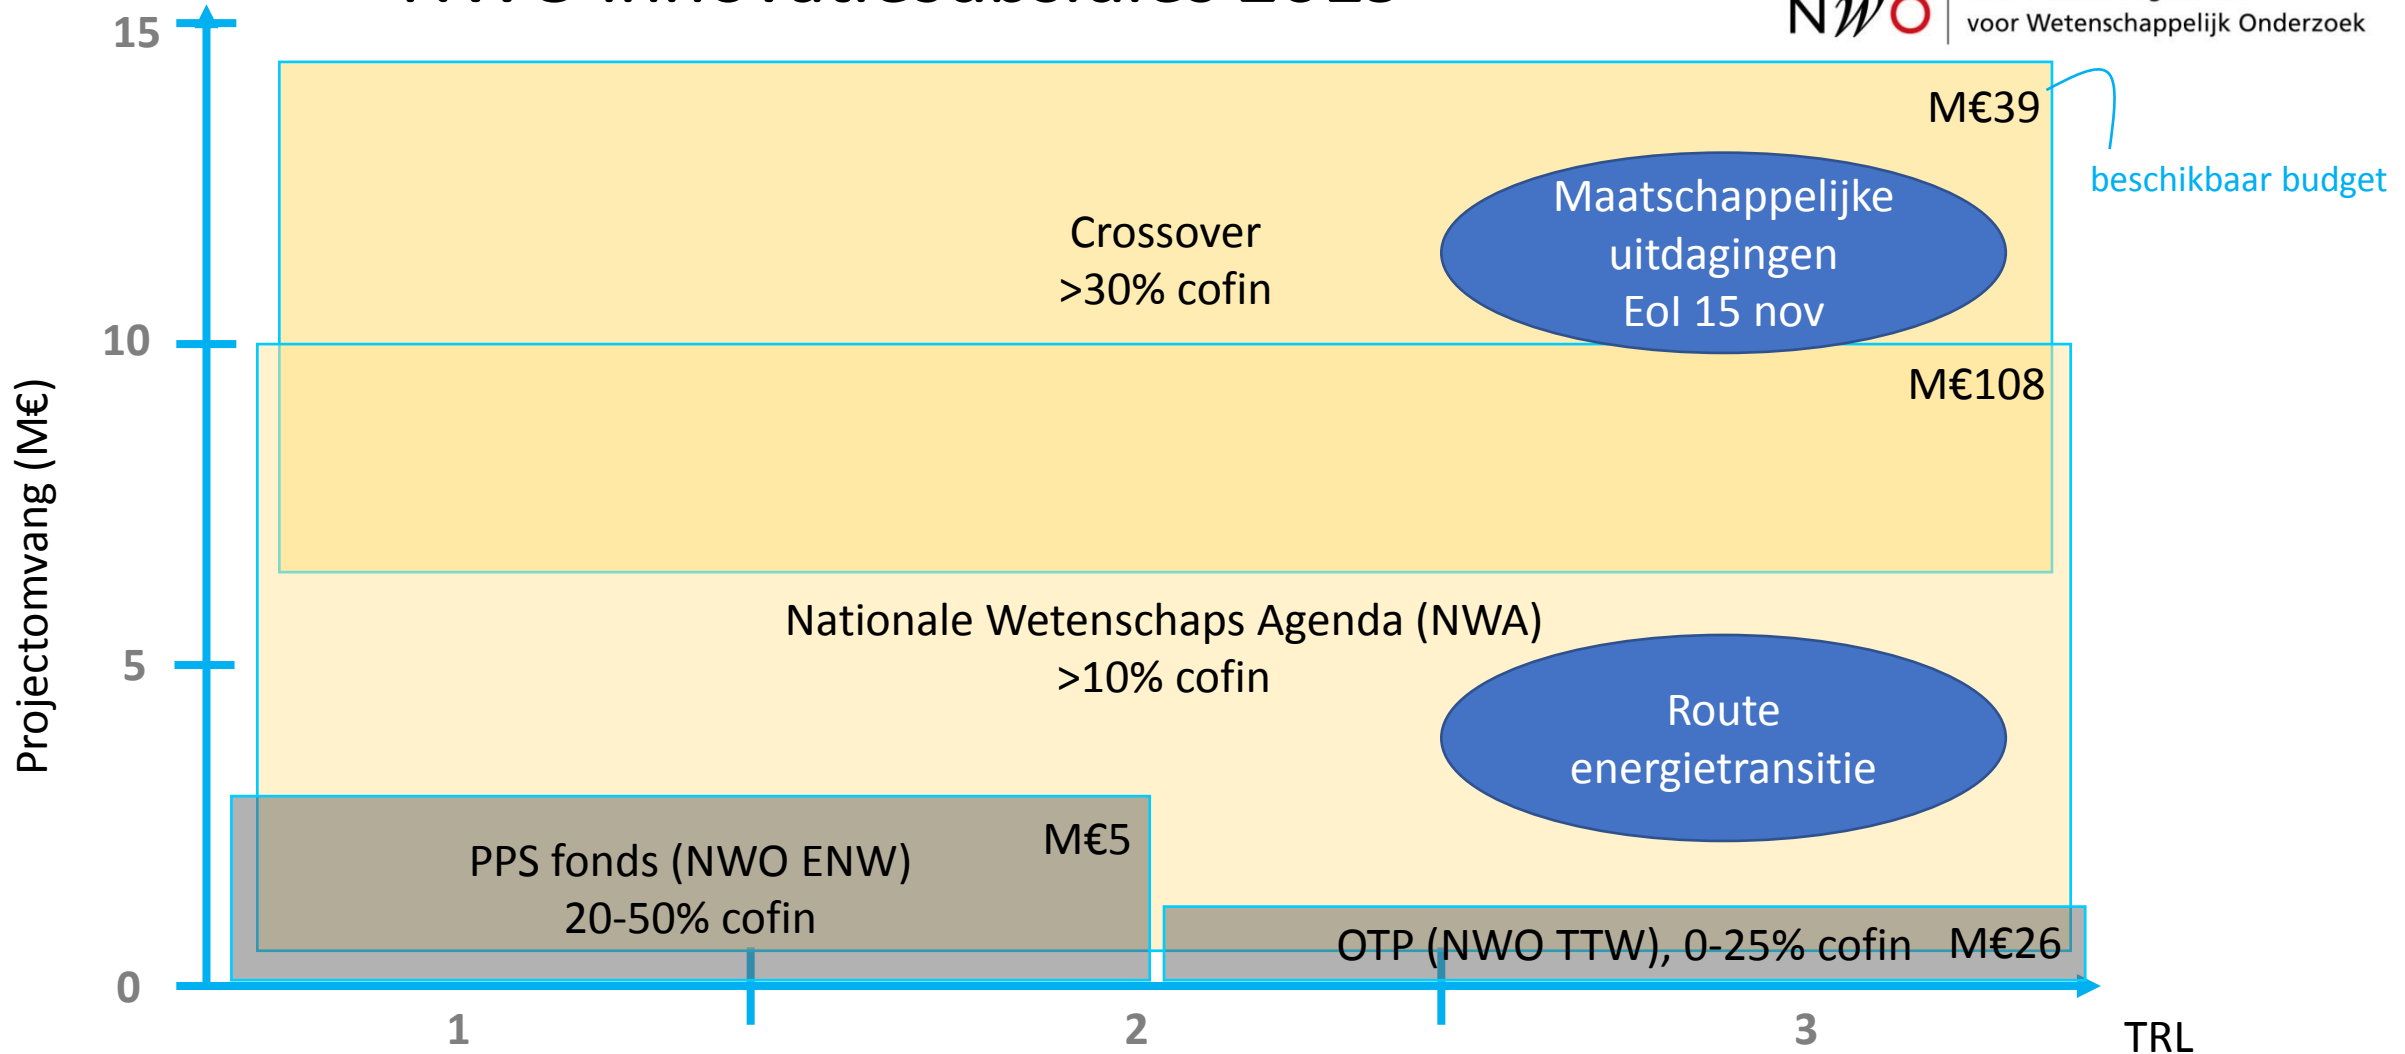 15
NWO
voor Wetenschappelijk Onderzoek
M€39
beschikbaar budget
Maatschappelijke
uitdagingen
EoI 15 nov
Crossover
>30% cofin
10
M€108
Projectomvang (M€)
Nationale Wetenschaps Agenda (NWA)
>10% cofin
5
Route
energietransitie
M€5
PPS fonds (NWO ENW)
20-50% cofin
OTP (NWO TTW), 0-25% cofin M€26
0
1
2
3
TRL